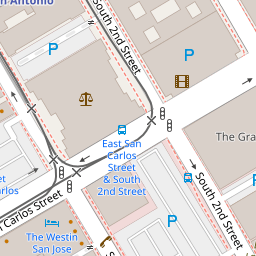 n Antonio
P
South 2nd Street
P
East San
Carlos
Street
& South
2nd Street
The Gra
P
arlos
Carlos Street
South 2nd Street
P
The Westin
San Jose
P